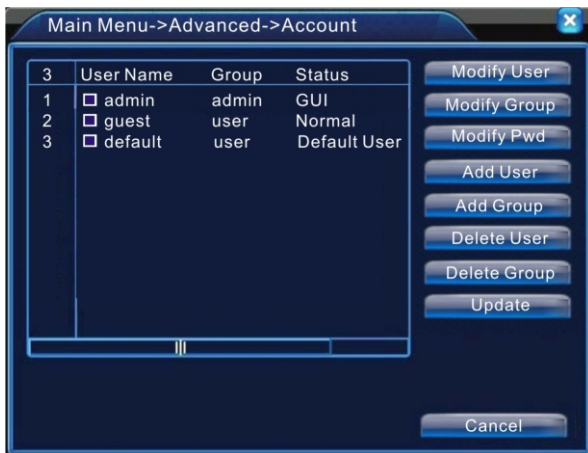 Main Menu->Advanced->Account
3 User Name Group Status
1 admin admin GUI
2 guest user Normal
3 default user Default User
Modify User
Modify Group
Modify Pwd
Add User
Add Group
Delete User
Delete Group
Update
Cancel